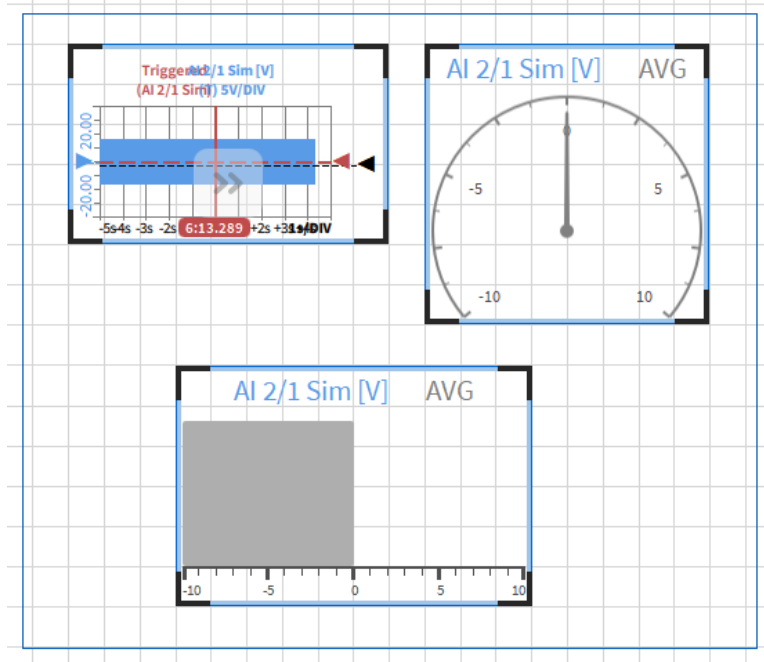 Triggered AI 2/1 Sim [V]
(AI 2/1 Sim) (T) 5V/DIV
20.00
-20.00
-5s -4s -3s -2s 6:13.289 +2s +3s 1s/DIV
AI 2/1 Sim [V] AVG
0
-5 5
-10 10
AI 2/1 Sim [V] AVG
-10 -5 0 5 10